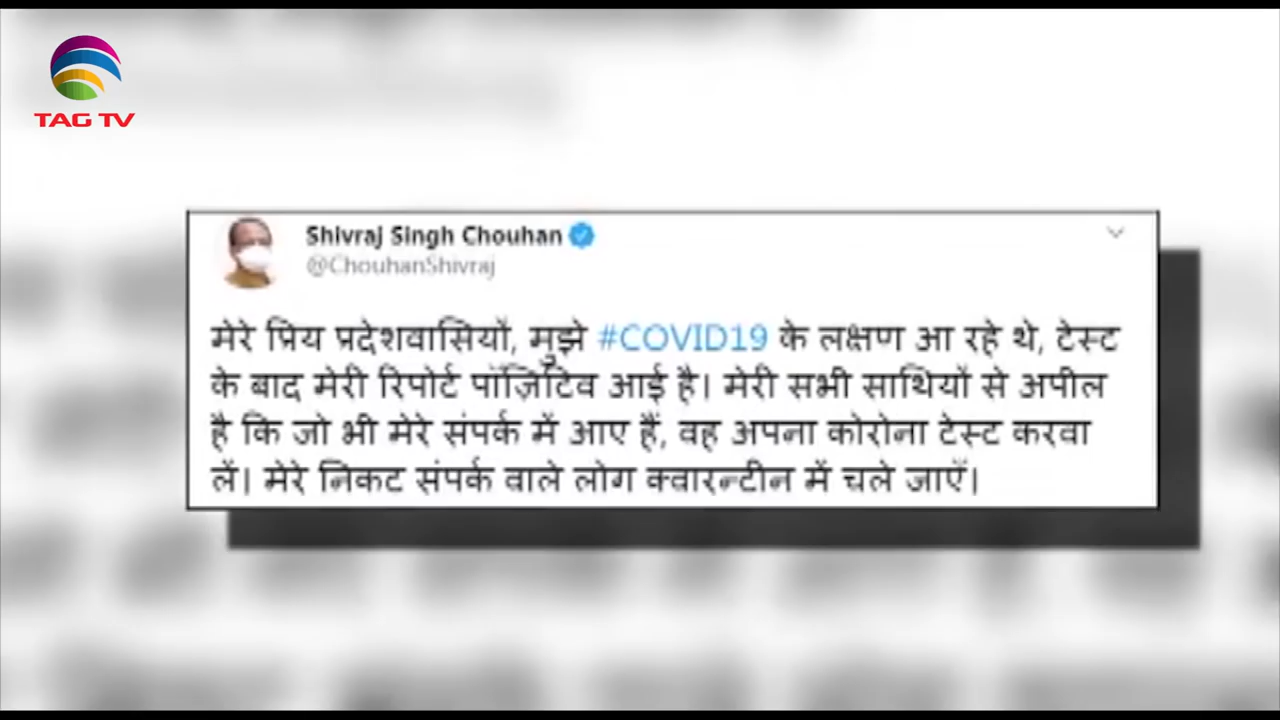 TAG TV
Shivraj Singh Chouhan
@ChouhanShivraj
मेरे प्रिय प्रदेशवासियों, मुझे #COVID19 के लक्षण आ रहे थे, टेस्ट
के बाद मेरी रिपोर्ट पॉज़िटिव आई है। मेरी सभी साथियों से अपील
है कि जो भी मेरे संपर्क में आए हैं, वह अपना कोरोना टेस्ट करवा
लें। मेरे निकट संपर्क वाले लोग क्वारन्टीन में चले जाएँ।